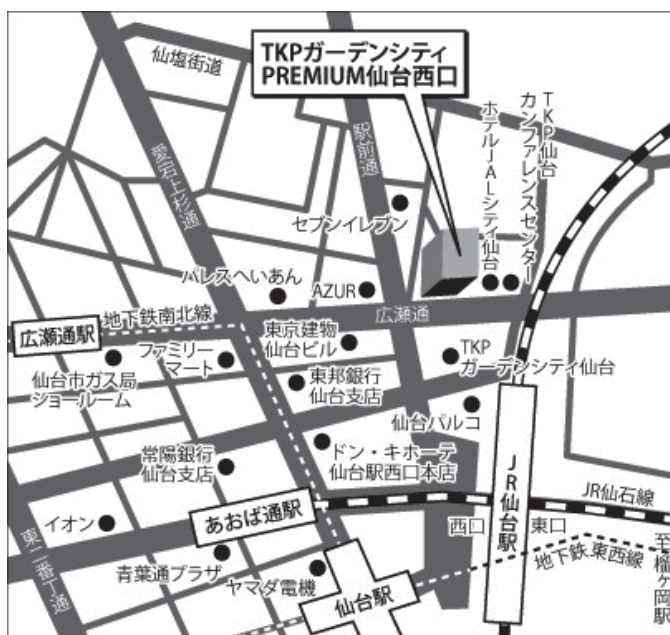 仙塩街道
TKPガーデンシティ
PREMIUM仙台西口
駅前通
愛宕上杉通
TKP仙台
カンファレンスセンター
ホテルJALシティ仙台
セブンイレブン
パレスへいあん
AZUR
広瀬通
地下鉄南北線
広瀬通駅
東京建物
仙台ビル
ファミリー
マート
TKP
ガーデンシティ仙台
仙台市ガス局
ショールーム
東邦銀行
仙台支店
仙台パルコ
常陽銀行
仙台支店
ドン・キホーテ
仙台駅西口本店
JR仙台駅
JR仙石線
あおば通駅
イオン
西口
東口
東二番丁通
青葉通プラザ
ヤマダ電機
仙台駅
地下鉄東西線
至榴ケ岡駅